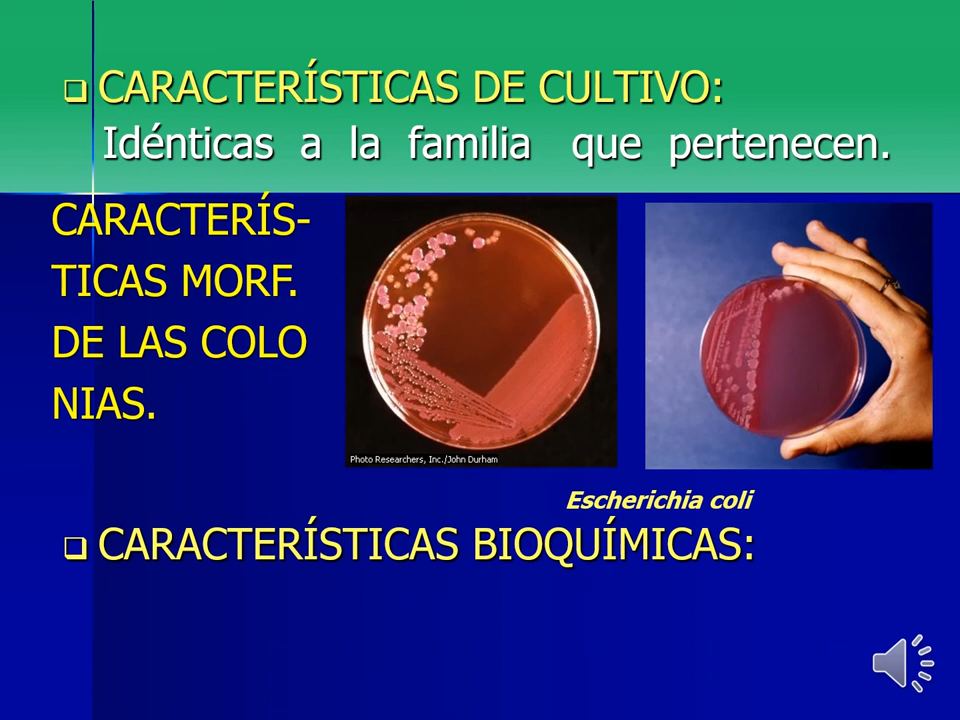 CARACTERÍSTICAS DE CULTIVO:
Idénticas a la familia que pertenecen.
CARACTERÍS-
TICAS MORF.
DE LAS COLO
NIAS.
Photo Researchers, Inc./John Durham
Escherichia coli
CARACTERÍSTICAS BIOQUÍMICAS: